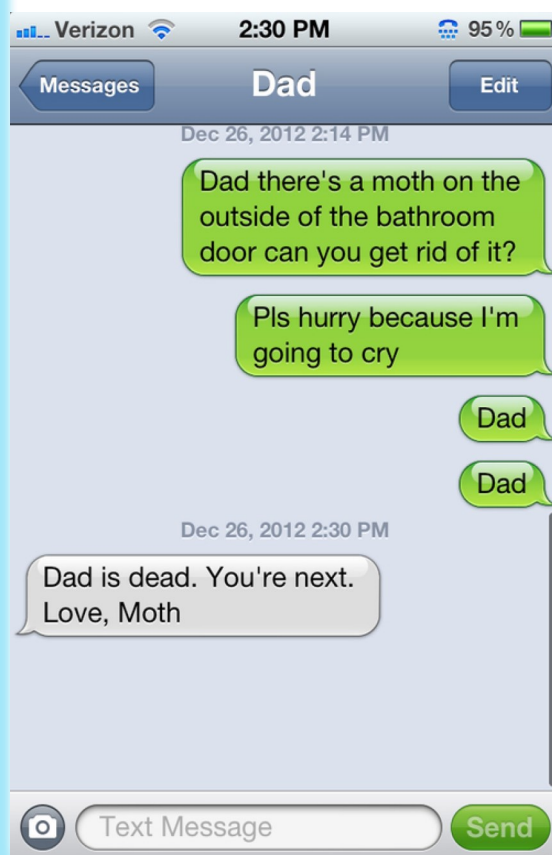 Verizon 2:30 PM 95%
Messages Dad Edit
Dec 26, 2012 2:14 PM
Dad there's a moth on the
outside of the bathroom
door can you get rid of it?
Pls hurry because I'm
going to cry
Dad
Dad
Dec 26, 2012 2:30 PM
Dad is dead. You're next.
Love, Moth
Text Message Send